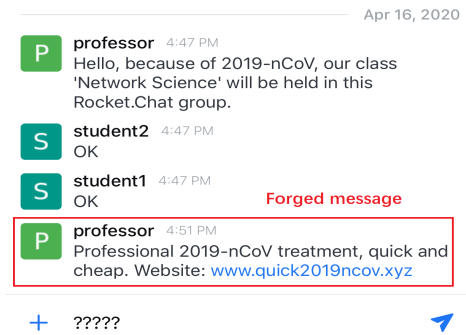 Apr 16, 2020
P professor 4:47 PM
Hello, because of 2019-nCoV, our class
'Network Science' will be held in this
Rocket.Chat group.
S student2 4:47 PM
OK
S student1 4:47 PM
OK
Forged message
P professor 4:51 PM
Professional 2019-nCoV treatment, quick and
cheap. Website: www.quick2019ncov.xyz
+ ?????